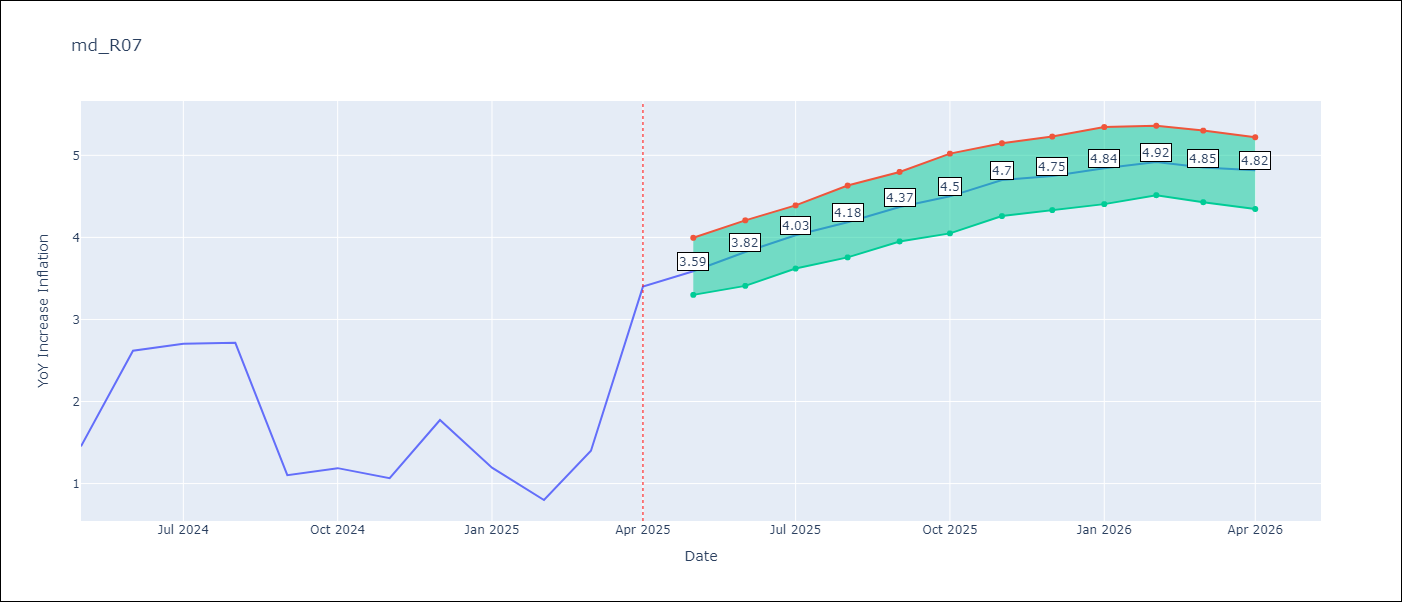 md_R07
YoY Increase Inflation
5
4
3
2
1
3.59
3.82
4.03
4.18
4.37
4.5
4.7
4.75
4.84
4.92
4.85
4.82
Jul 2024
Oct 2024
Jan 2025
Apr 2025
Jul 2025
Oct 2025
Jan 2026
Apr 2026
Date